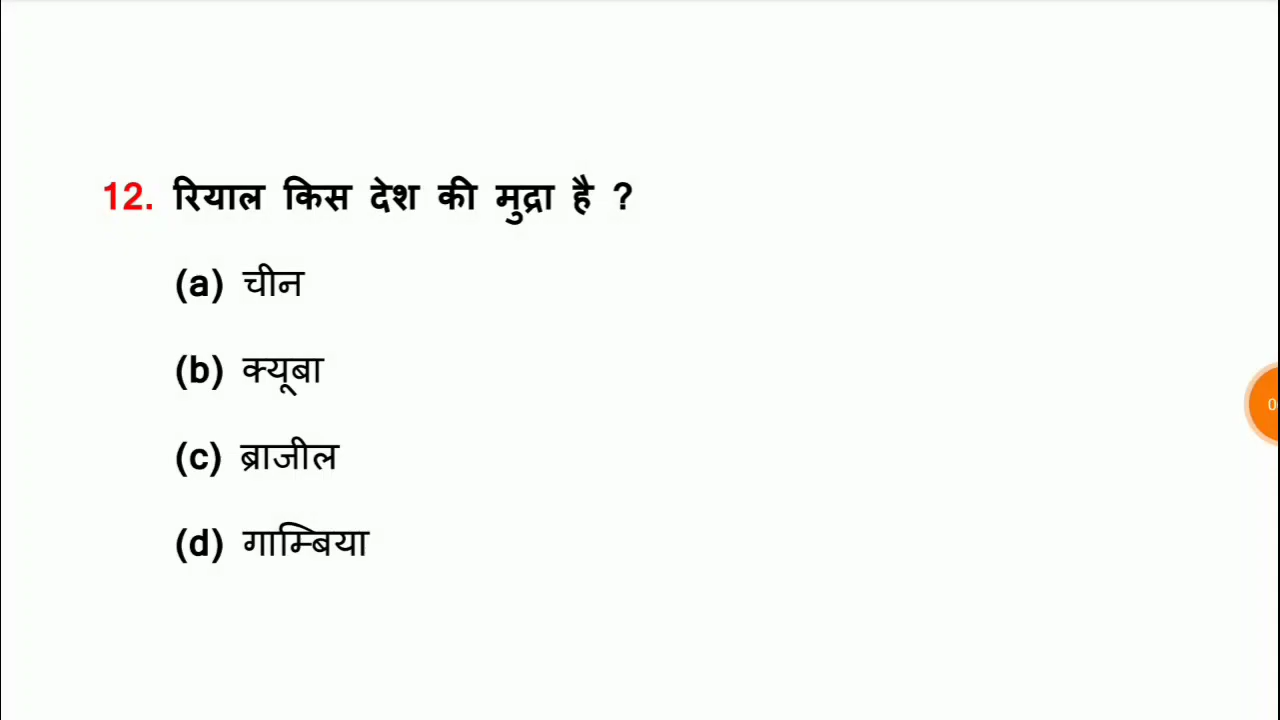 12. रियाल किस देश की मुद्रा है ?
(a) चीन
(b) क्यूबा
(c) ब्राजील
(d) गाम्बिया